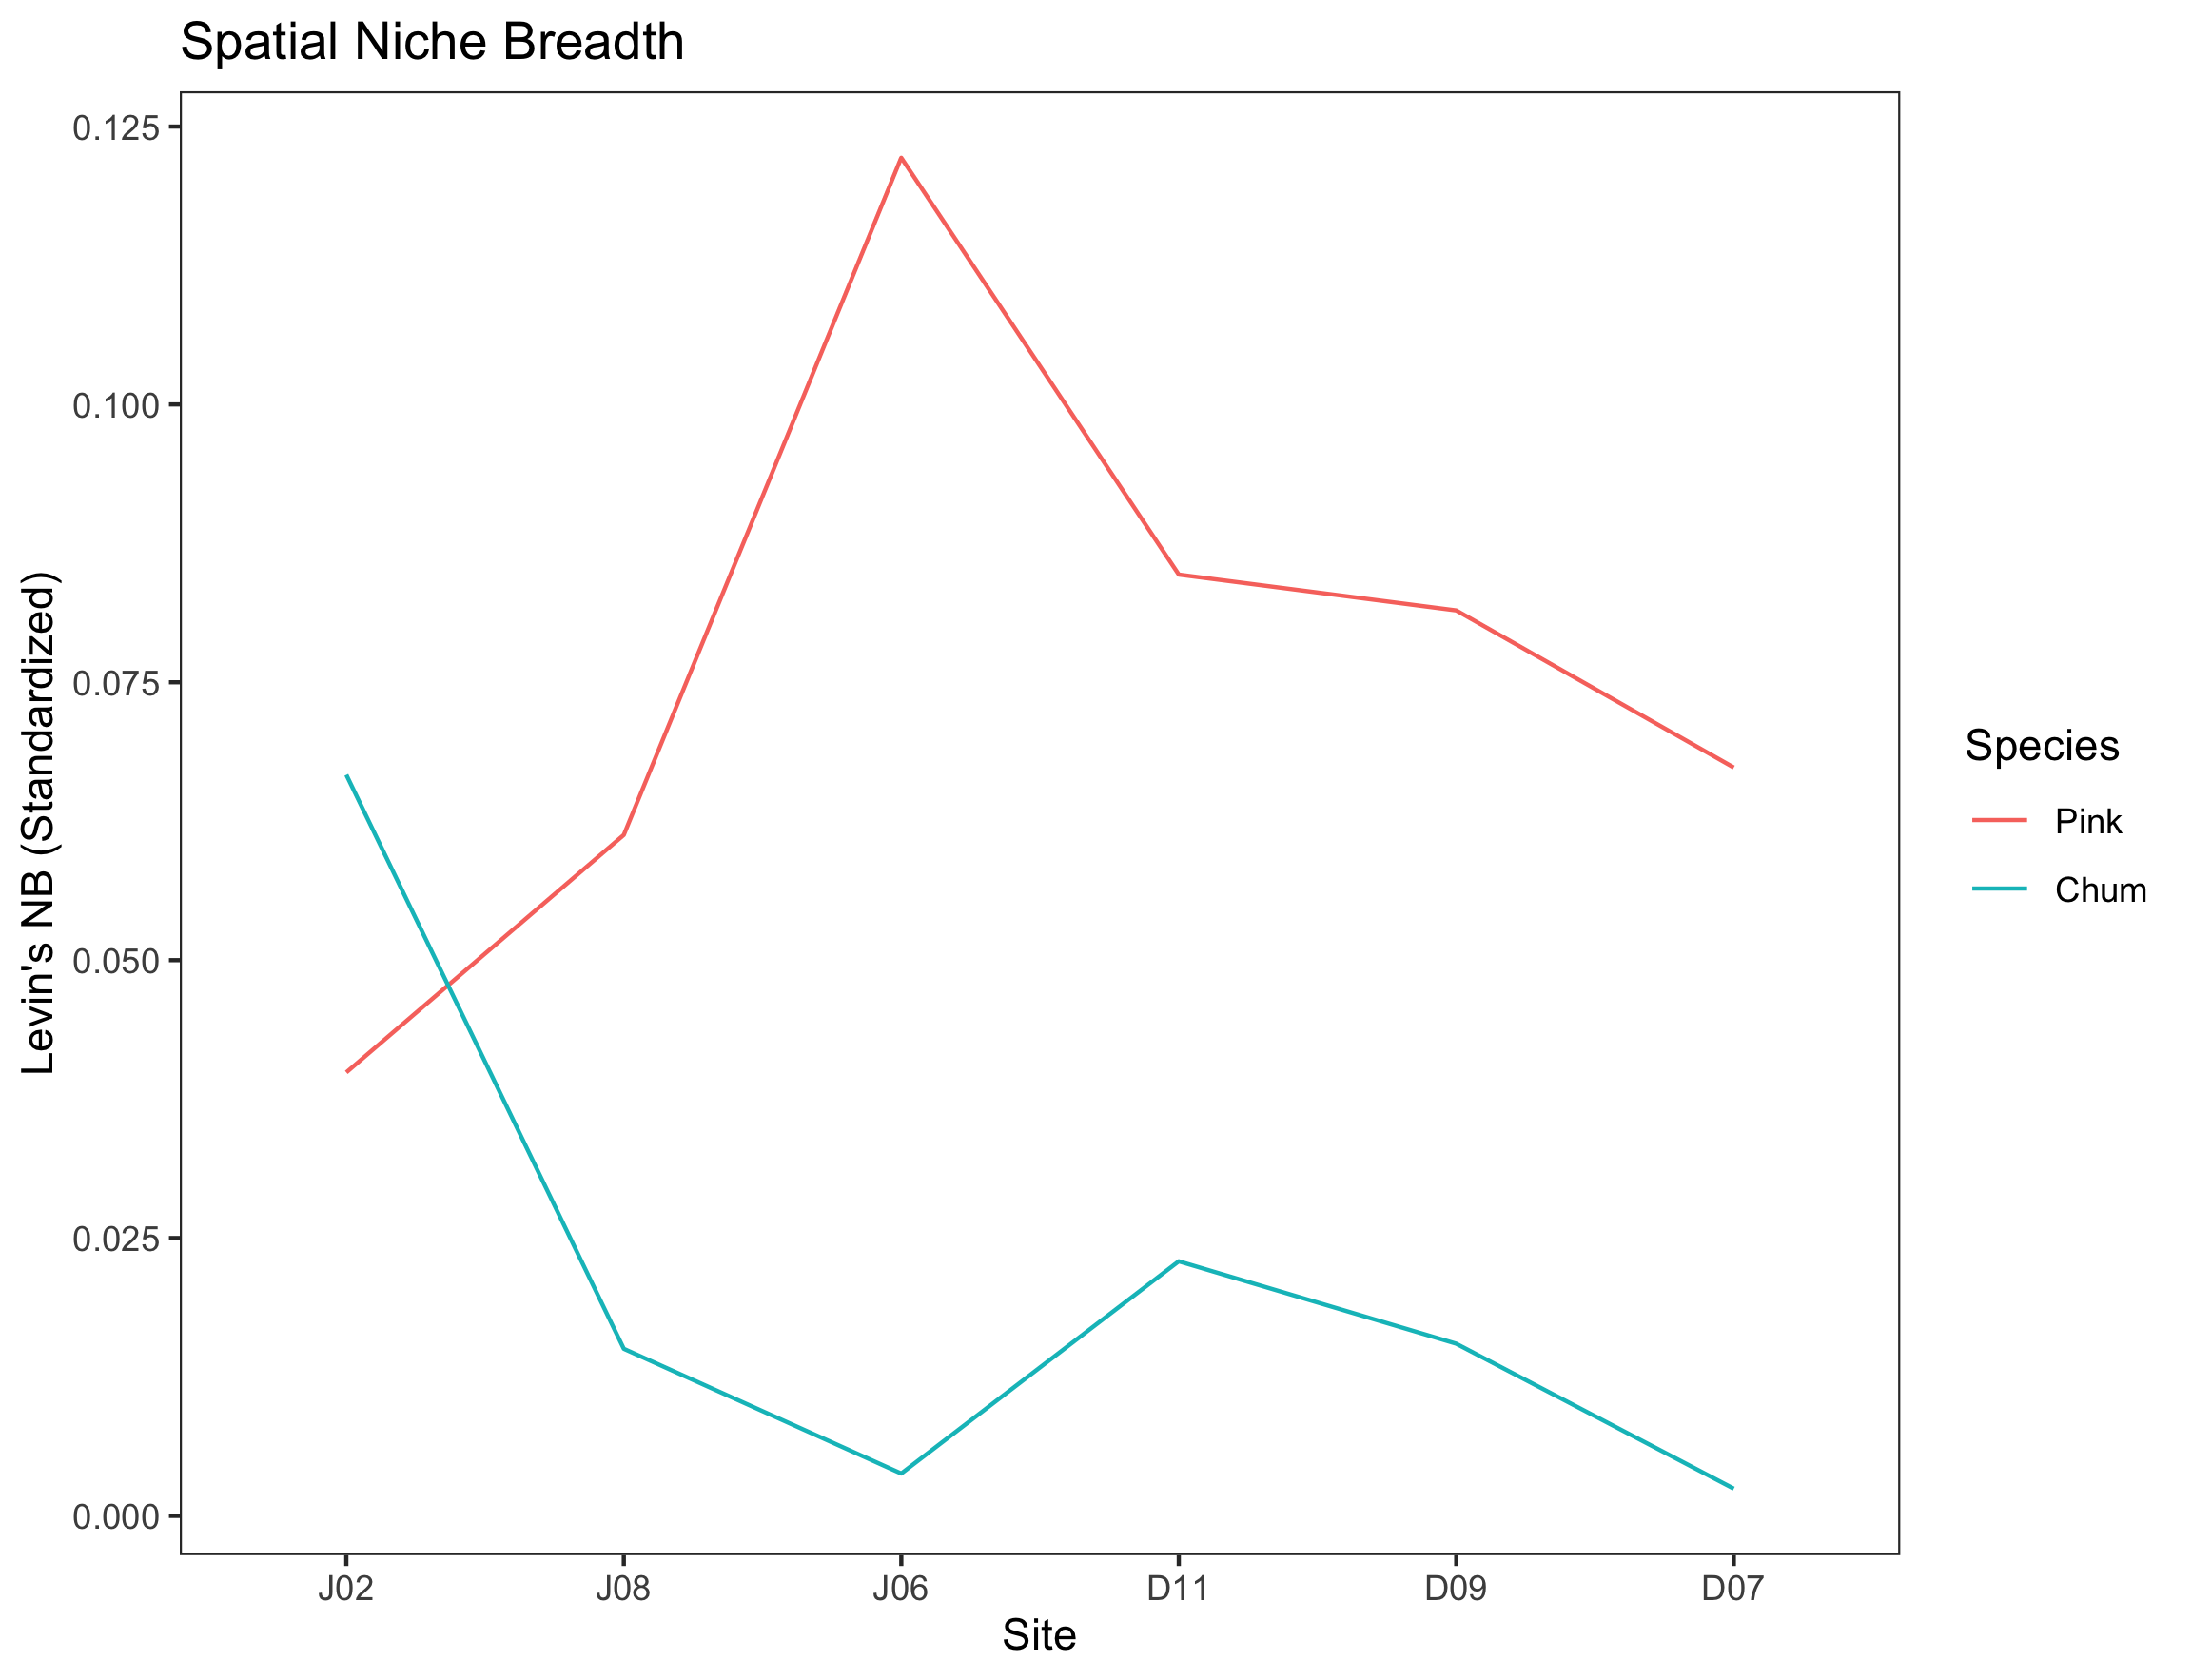 Spatial Niche Breadth
Levin's NB (Standardized)
0.125
0.100
0.075
0.050
0.025
0.000
J02 J08 J06 D11 D09 D07
Site
Species
Pink
Chum